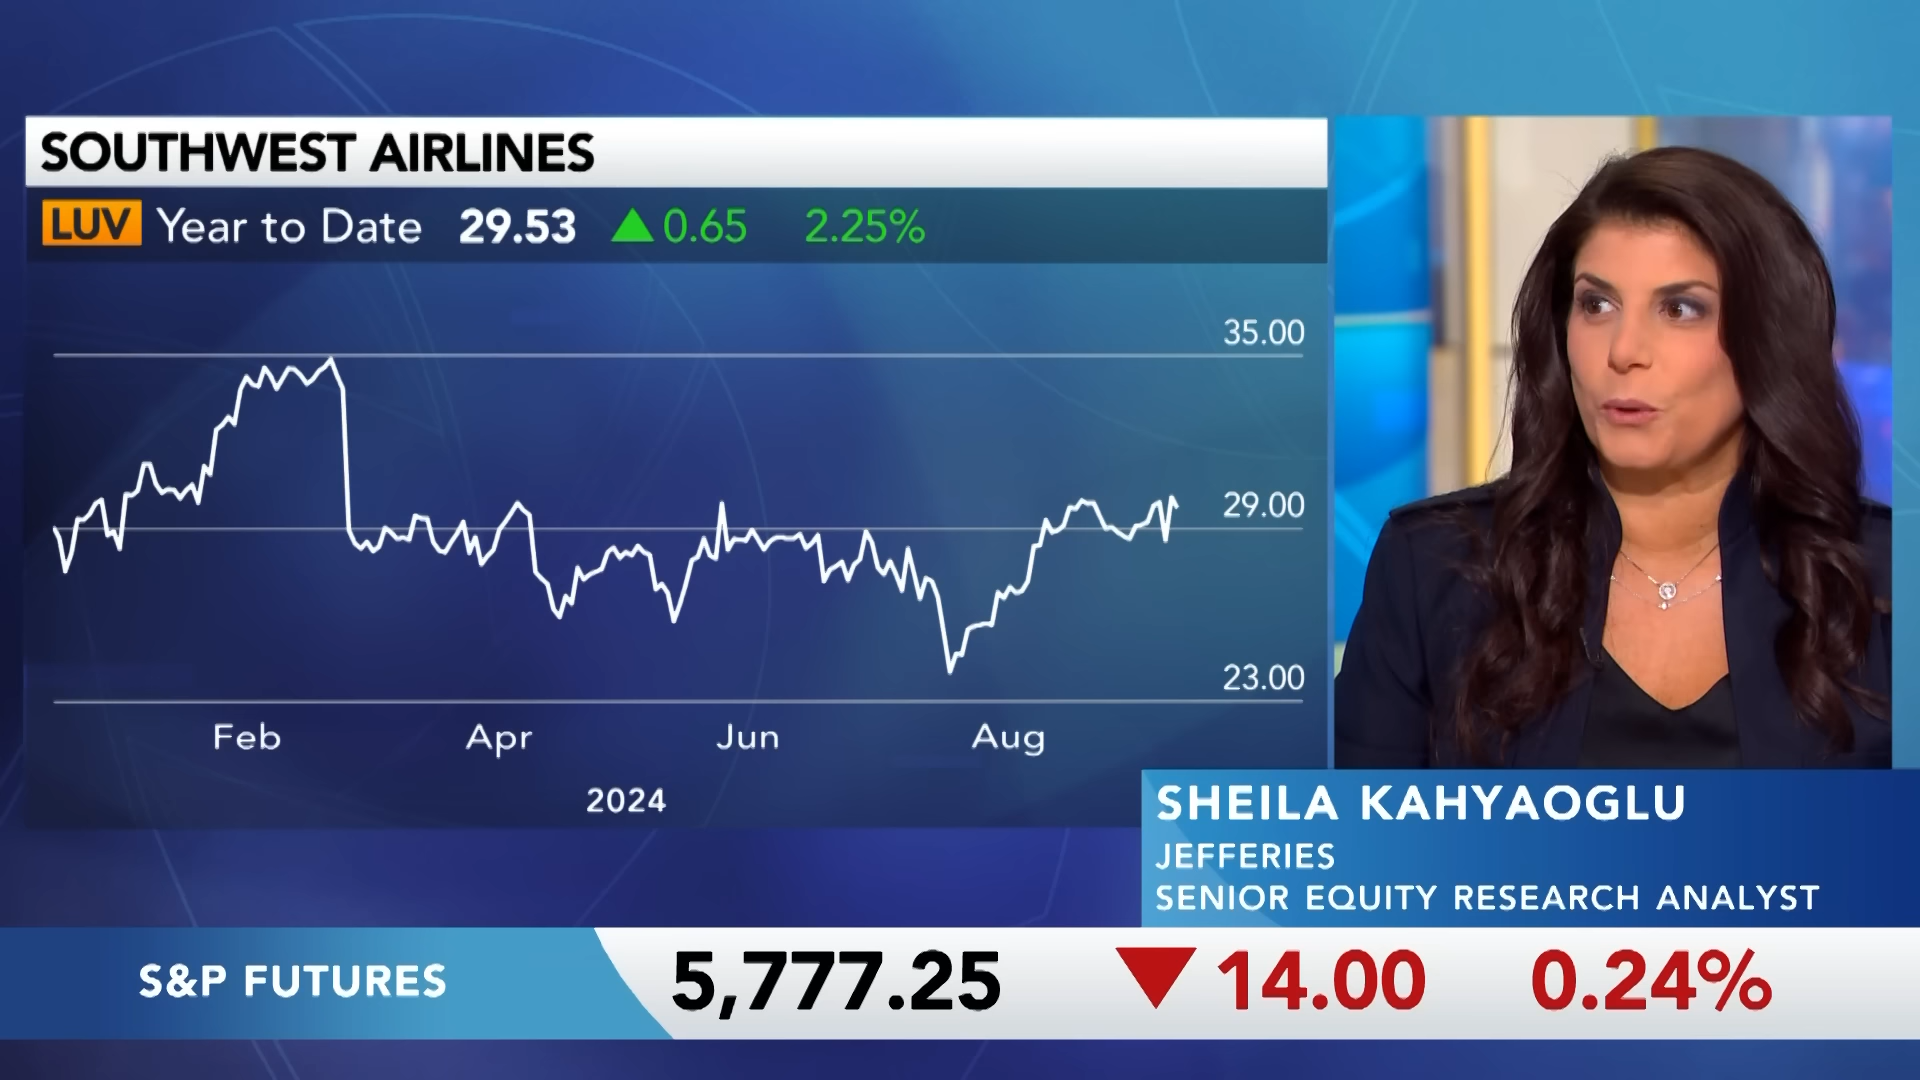 SOUTHWEST AIRLINES
LUV Year to Date 29.53 ▲ 0.65 2.25%
35.00
29.00
23.00
Feb Apr Jun Aug
2024
SHEILA KAHYAOGLU
JEFFERIES
SENIOR EQUITY RESEARCH ANALYST
S&P FUTURES 5,777.25 ▼ 14.00 0.24%